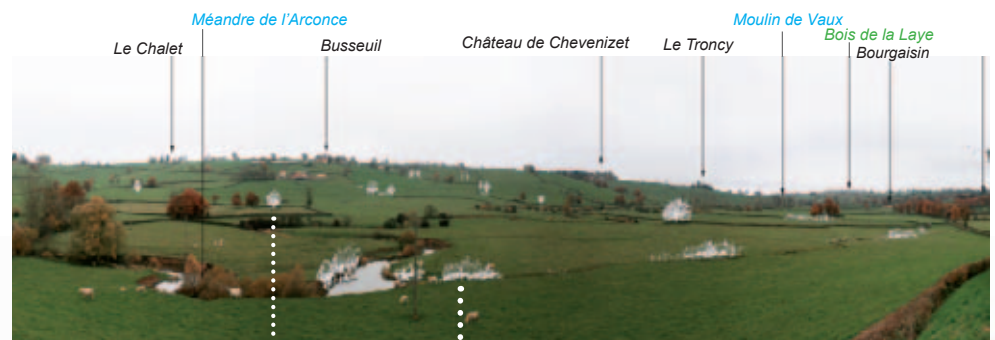 Méandre de l'Arconce
Moulin de Vaux
Bois de la Laye
Le Chalet
Busseuil
Château de Chevenizet
Le Troncy
Bourgaisin